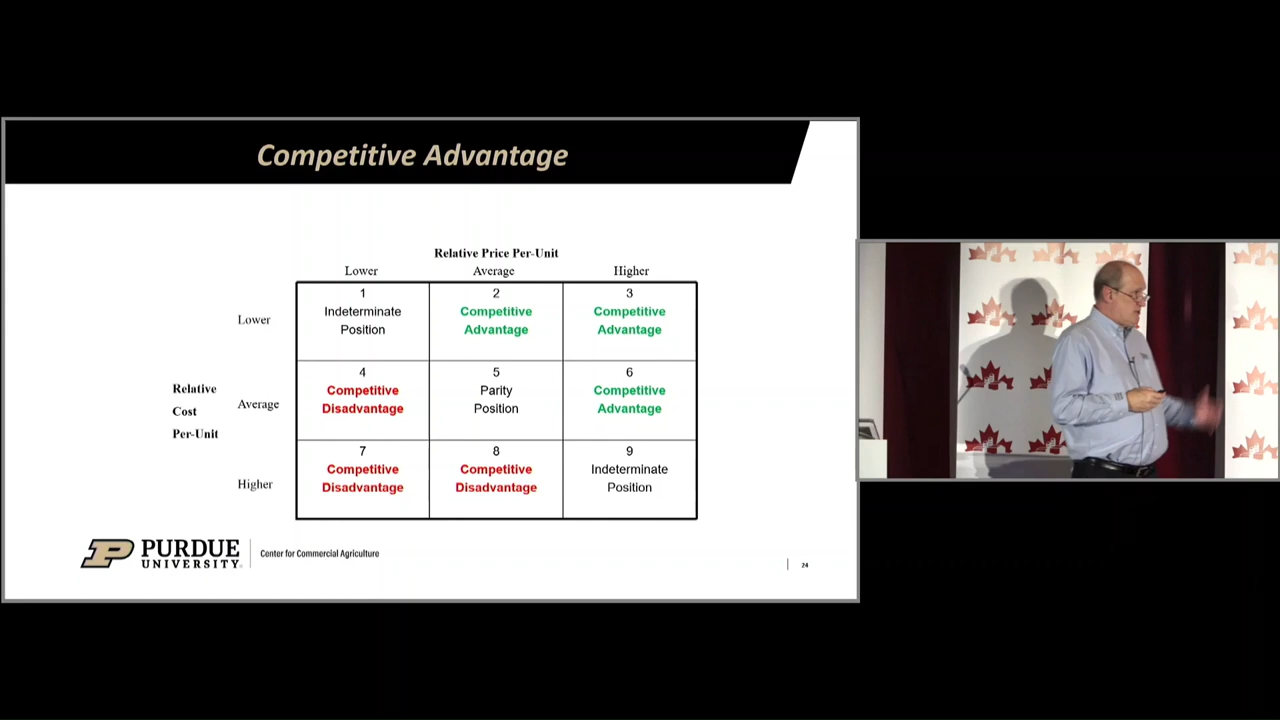 Competitive Advantage
Relative Price Per-Unit
Lower Average Higher
1 2 3
Indeterminate Competitive Competitive
Lower Position Advantage Advantage
4 5 6
Relative Competitive Parity Competitive
Cost Average Disadvantage Position Advantage
Per-Unit
7 8 9
Competitive Competitive Indeterminate
Higher Disadvantage Disadvantage Position
PURDUE
UNIVERSITY
Center for Commercial Agriculture
24